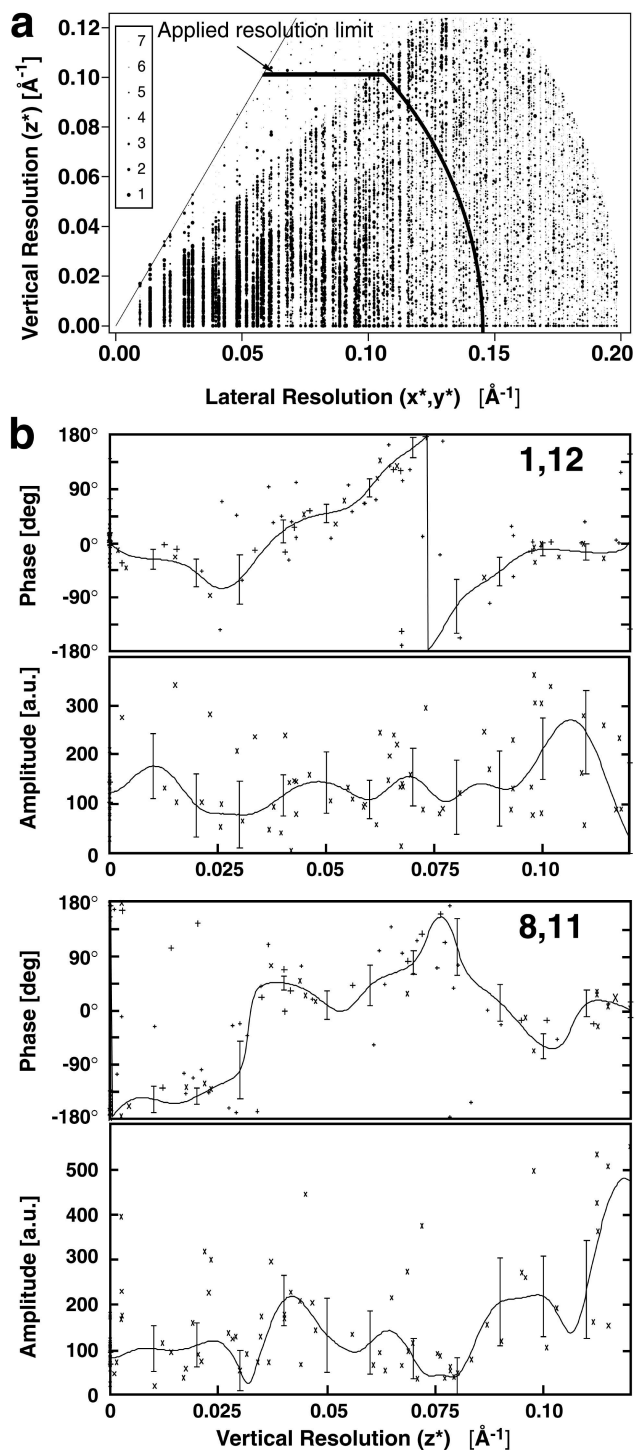 a
Applied resolution limit
7
6
5
4
3
2
1
Vertical Resolution (z*) [Å-1]
0.12
0.10
0.08
0.06
0.04
0.02
0.00
0.00 0.05 0.10 0.15 0.20
Lateral Resolution (x*,y*) [Å-1]
b
1,12
Phase [deg]
180°
90°
0°
-90°
-180°
Amplitude [a.u.]
300
200
100
0
0 0.025 0.05 0.075 0.10
8,11
Phase [deg]
180°
90°
0°
-90°
-180°
Amplitude [a.u.]
500
400
300
200
100
0
0 0.025 0.05 0.075 0.10
Vertical Resolution (z*) [Å-1]